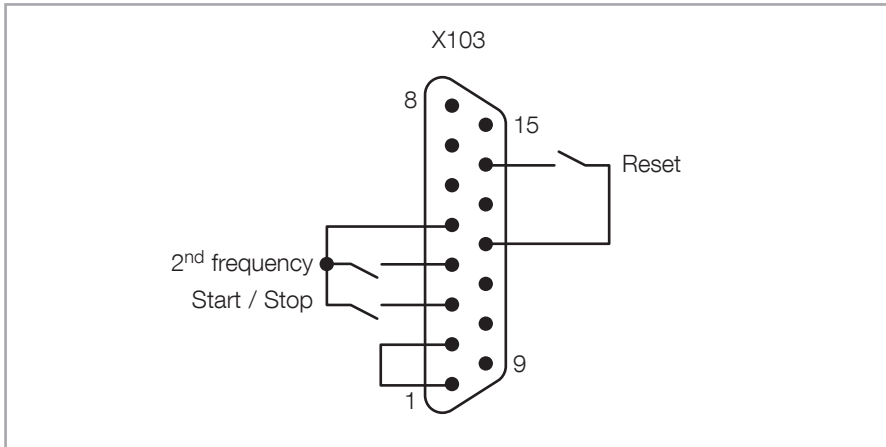 X103
8
15
Reset
2nd frequency
Start / Stop
9
1